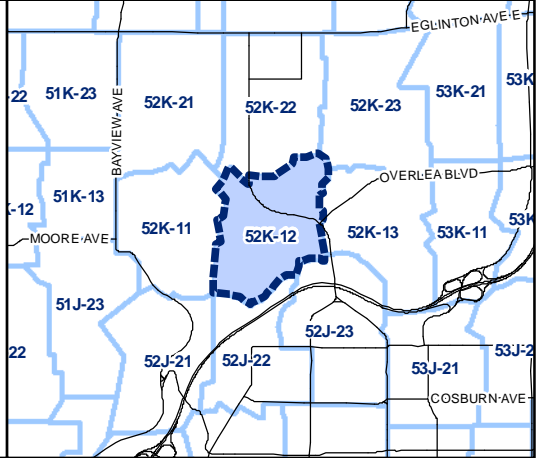 EGLINTON AVE E
22
51K-23
BAYVIEW AVE
52K-21
52K-22
52K-23
53K-21
53K
51K-13
OVERLEA BLVD
K-12
MOORE AVE
52K-11
52K-12
52K-13
53K-11
53K
51J-23
52J-23
22
52J-21
52J-22
53J-21
53J-2
COSBURN AVE